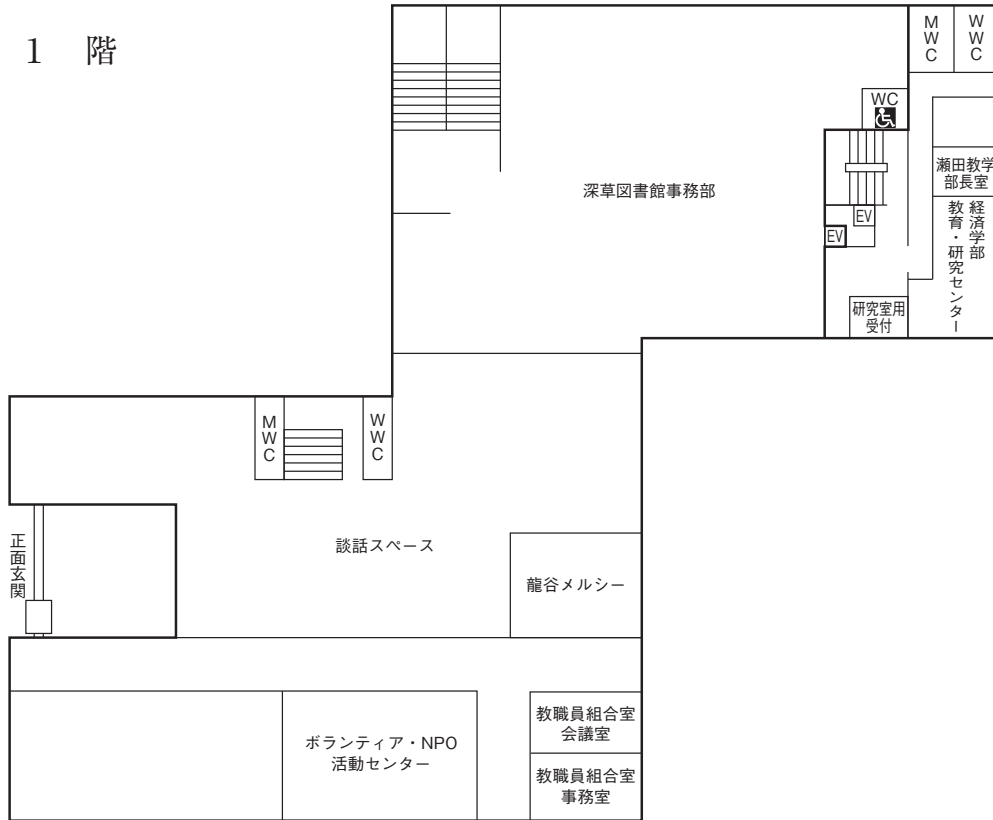 1 階
MWC
WWC
WC
瀬田教学
部長室
深草図書館事務部
EV
EV
経済学部
教育・研究センター
研究室用
受付
MWC
WWC
正面玄関
談話スペース
龍谷メルシー
教職員組合室
会議室
ボランティア・NPO
活動センター
教職員組合室
事務室